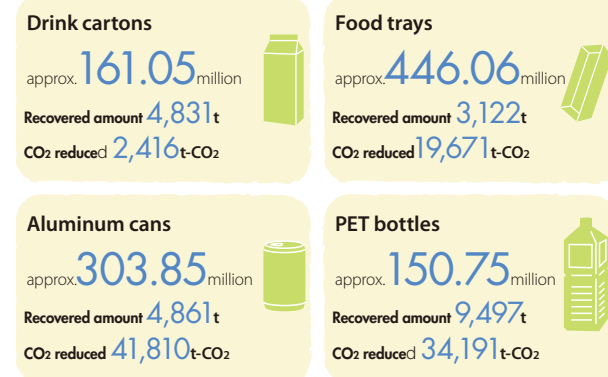 Drink cartons
approx. 161.05 million
Recovered amount 4,831t
CO2 reduced 2,416t-CO2
Food trays
approx. 446.06 million
Recovered amount 3,122t
CO2 reduced 19,671t-CO2
Aluminum cans
approx. 303.85 million
Recovered amount 4,861t
CO2 reduced 41,810t-CO2
PET bottles
approx. 150.75 million
Recovered amount 9,497t
CO2 reduced 34,191t-CO2